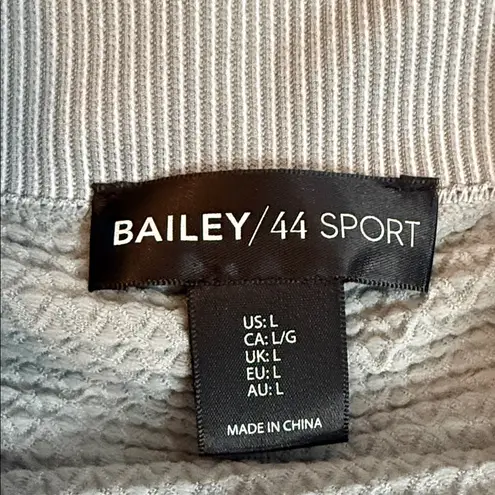 BAILEY/44 SPORT
US: L
CA: L/G
UK: L
EU: L
AU: L
MADE IN CHINA